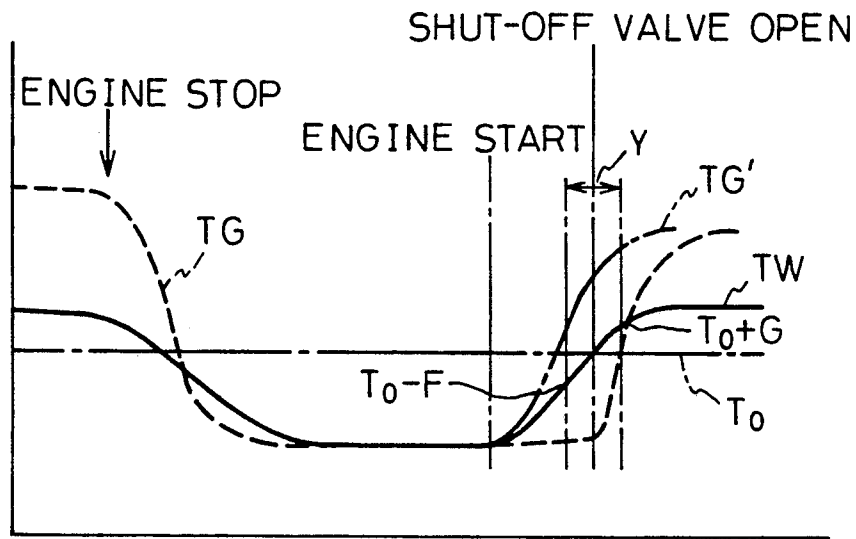 SHUT-OFF VALVE OPEN
ENGINE STOP
ENGINE START
Y
TG'
TG
TW
T₀+G
T₀-F
T₀